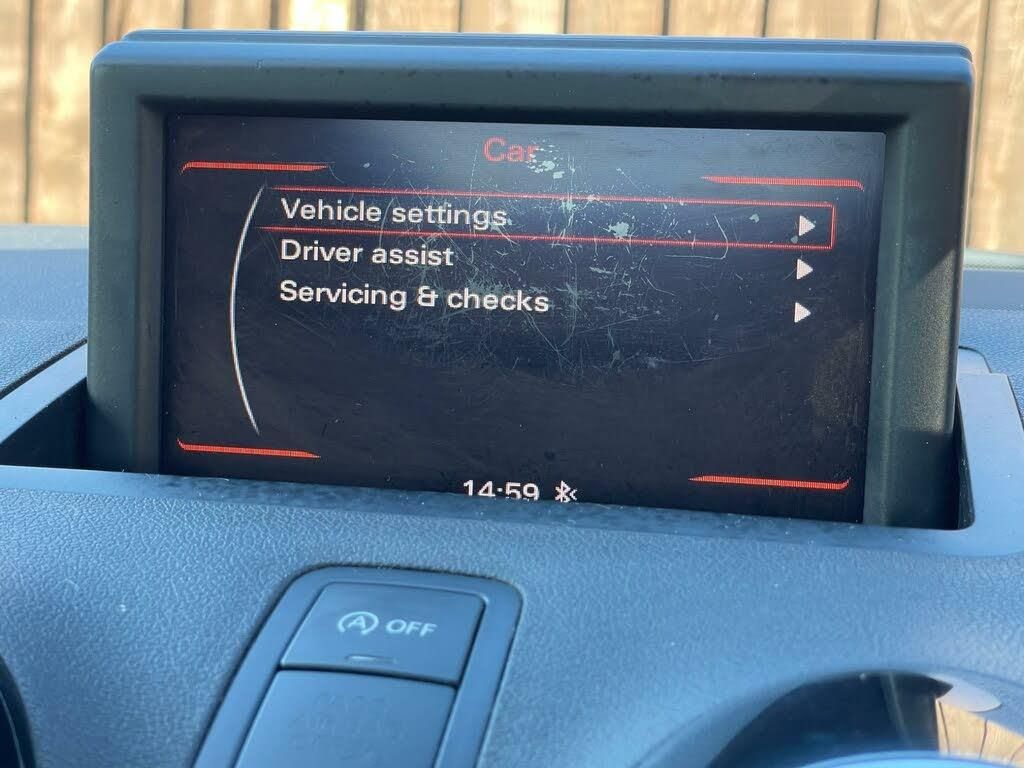 Car
Vehicle settings
Driver assist
Servicing & checks
14:59
A OFF